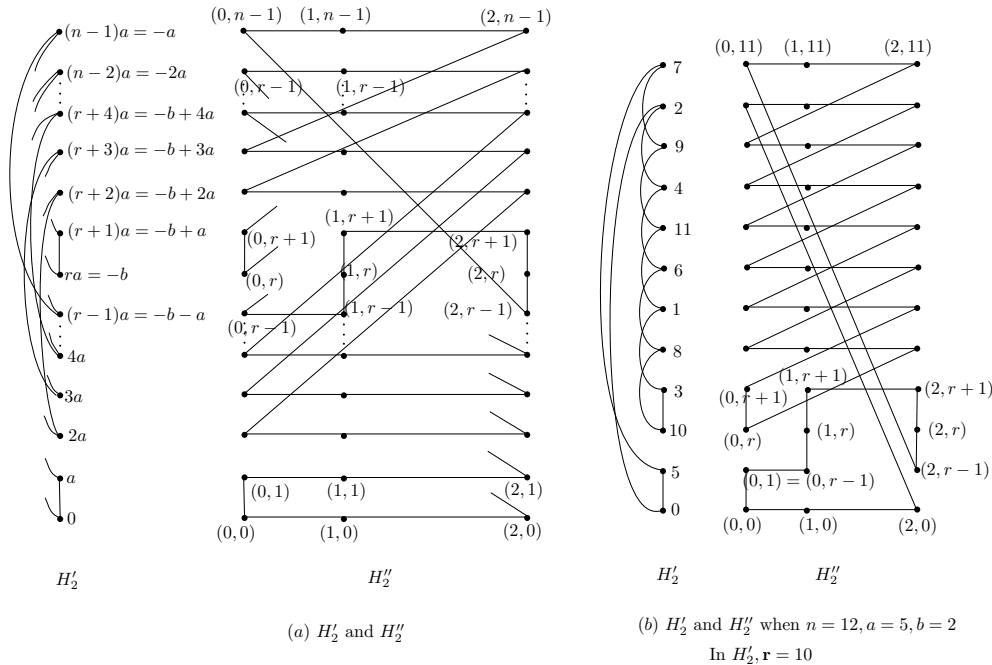 (n−1)a = −a
(n−2)a = −2a
(r+4)a = −b+4a
(r+3)a = −b+3a
(r+2)a = −b+2a
(r+1)a = −b+a
ra = −b
(r−1)a = −b−a
4a
3a
2a
a
0
H′₂
(0, n−1) (1, n−1) (2, n−1)
(0, r−1) (1, r−1)
(1, r+1)
(0, r+1) (2, r+1)
(0, r) (1, r) (2, r)
(0, r−1) (1, r−1) (2, r−1)
(0, 1) (1, 1) (2, 1)
(0, 0) (1, 0) (2, 0)
H″₂
(a) H′₂ and H″₂
7
2
9
4
11
6
1
8
3
10
5
0
H′₂
(0, 11) (1, 11) (2, 11)
(1, r+1)
(0, r+1) (2, r+1)
(0, r) (1, r) (2, r)
(0, 1) = (0, r−1) (2, r−1)
(0, 0) (1, 0) (2, 0)
H″₂
(b) H′₂ and H″₂ when n = 12, a = 5, b = 2
In H′₂, r = 10